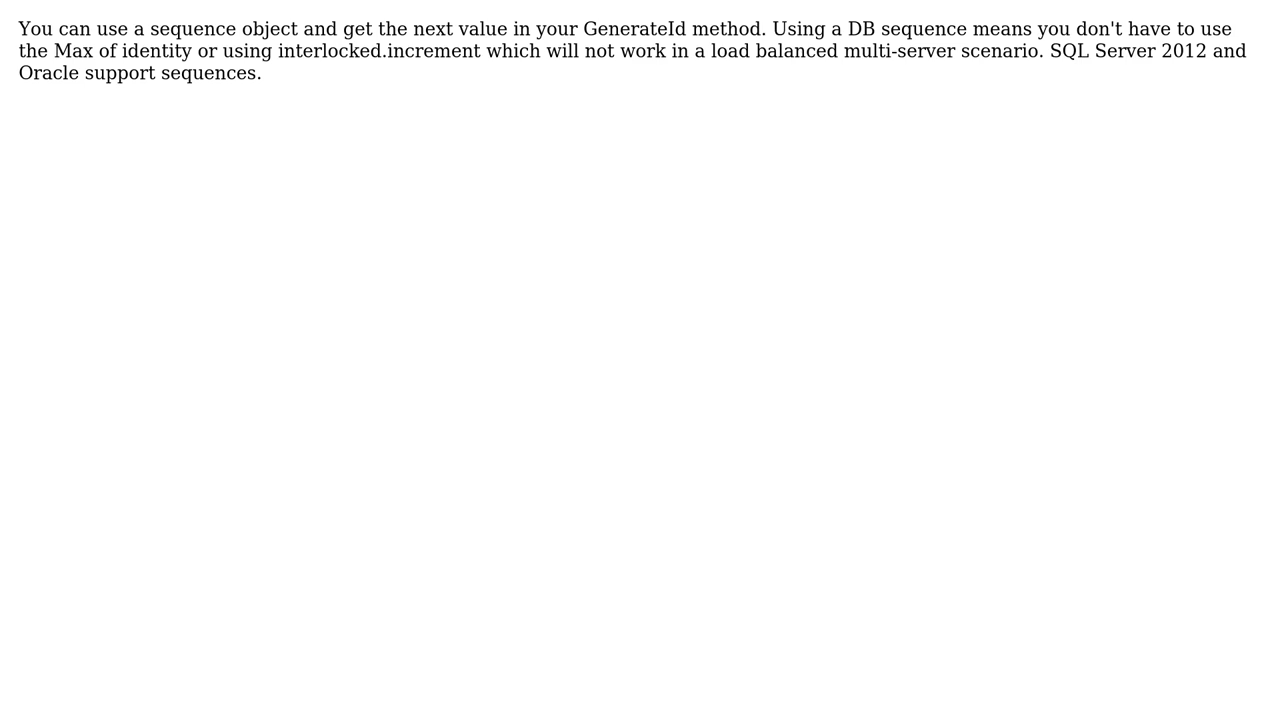 You can use a sequence object and get the next value in your GenerateId method. Using a DB sequence means you don't have to use
the Max of identity or using interlocked.increment which will not work in a load balanced multi-server scenario. SQL Server 2012 and
Oracle support sequences.